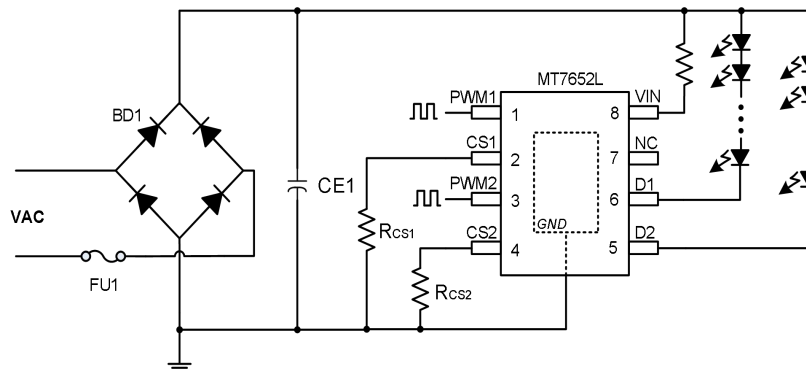 MT7652L
BD1
PWM1
1
8
VIN
CS1
2
7
NC
CE1
PWM2
3
6
D1
VAC
RCS1
GND
CS2
4
5
D2
FU1
RCS2